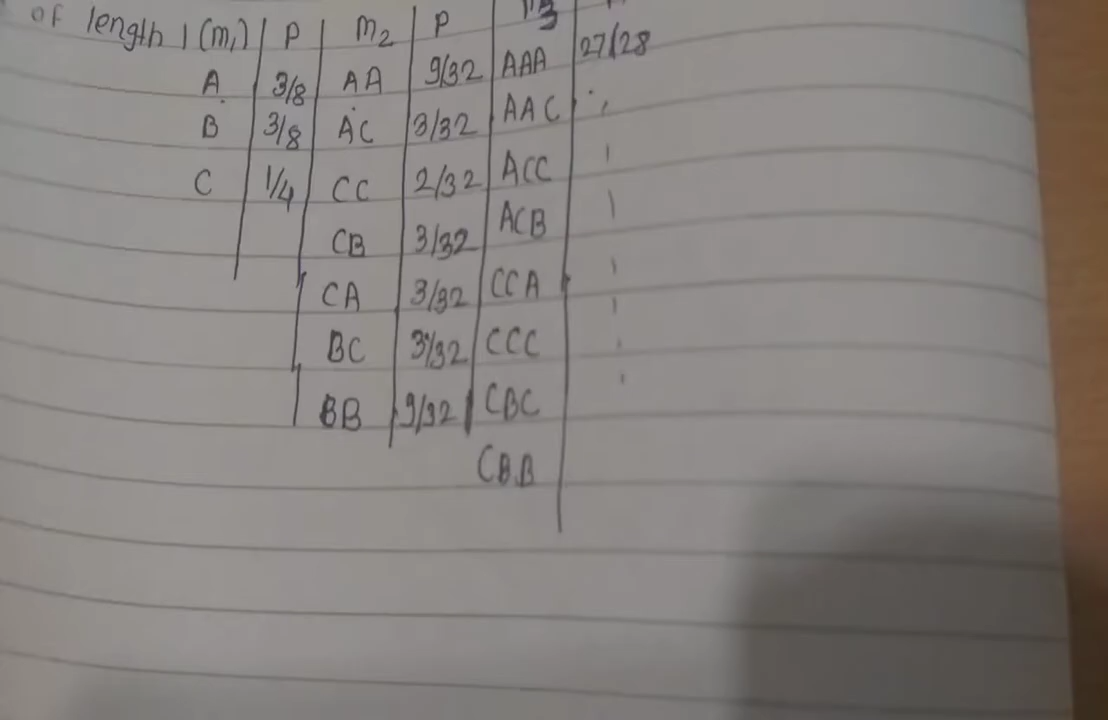 of length 1 (m1) P m2 P m3
A 3/8 AA 9/32 AAA 27/28
B 3/8 AC 3/32 AAC
C 1/4 CC 2/32 ACC
CB 3/32 ACB
CA 3/32 CCA
BC 3/32 CCC
BB 9/32 CBC
CBB